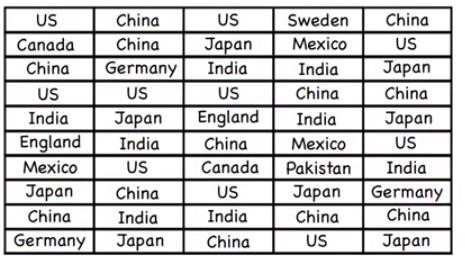 US China US Sweden China
Canada China Japan Mexico US
China Germany India India Japan
US US US China China
India Japan England India Japan
England India China Mexico US
Mexico US Canada Pakistan India
Japan China US Japan Germany
China India India China China
Germany Japan China US Japan